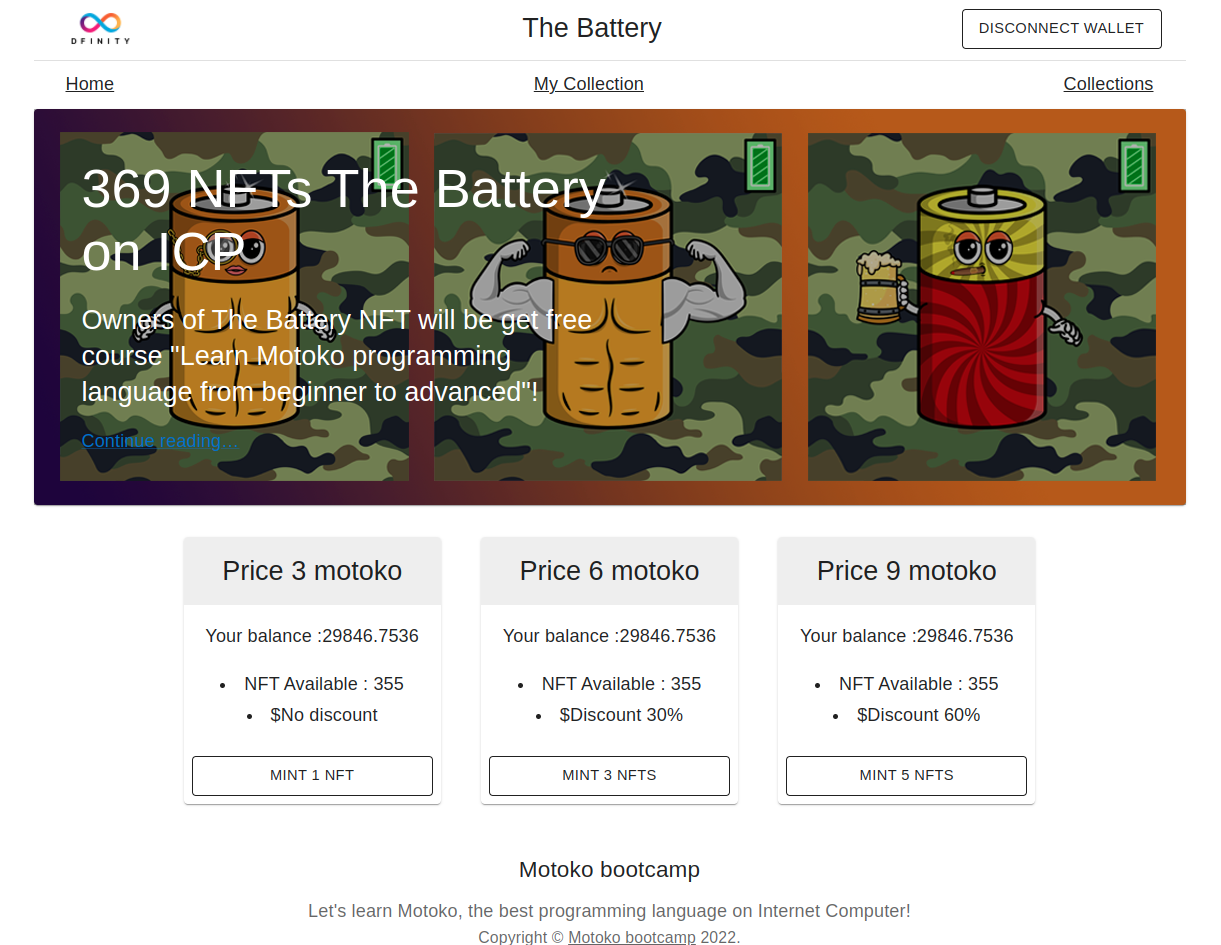 DFINITY
The Battery
DISCONNECT WALLET
Home
My Collection
Collections
369 NFTs The Battery
on ICP
Owners of The Battery NFT will be get free
course "Learn Motoko programming
language from beginner to advanced"!
Continue reading…
Price 3 motoko
Your balance :29846.7536
• NFT Available : 355
• $No discount
MINT 1 NFT
Price 6 motoko
Your balance :29846.7536
• NFT Available : 355
• $Discount 30%
MINT 3 NFTS
Price 9 motoko
Your balance :29846.7536
• NFT Available : 355
• $Discount 60%
MINT 5 NFTS
Motoko bootcamp
Let's learn Motoko, the best programming language on Internet Computer!
Copyright © Motoko bootcamp 2022.